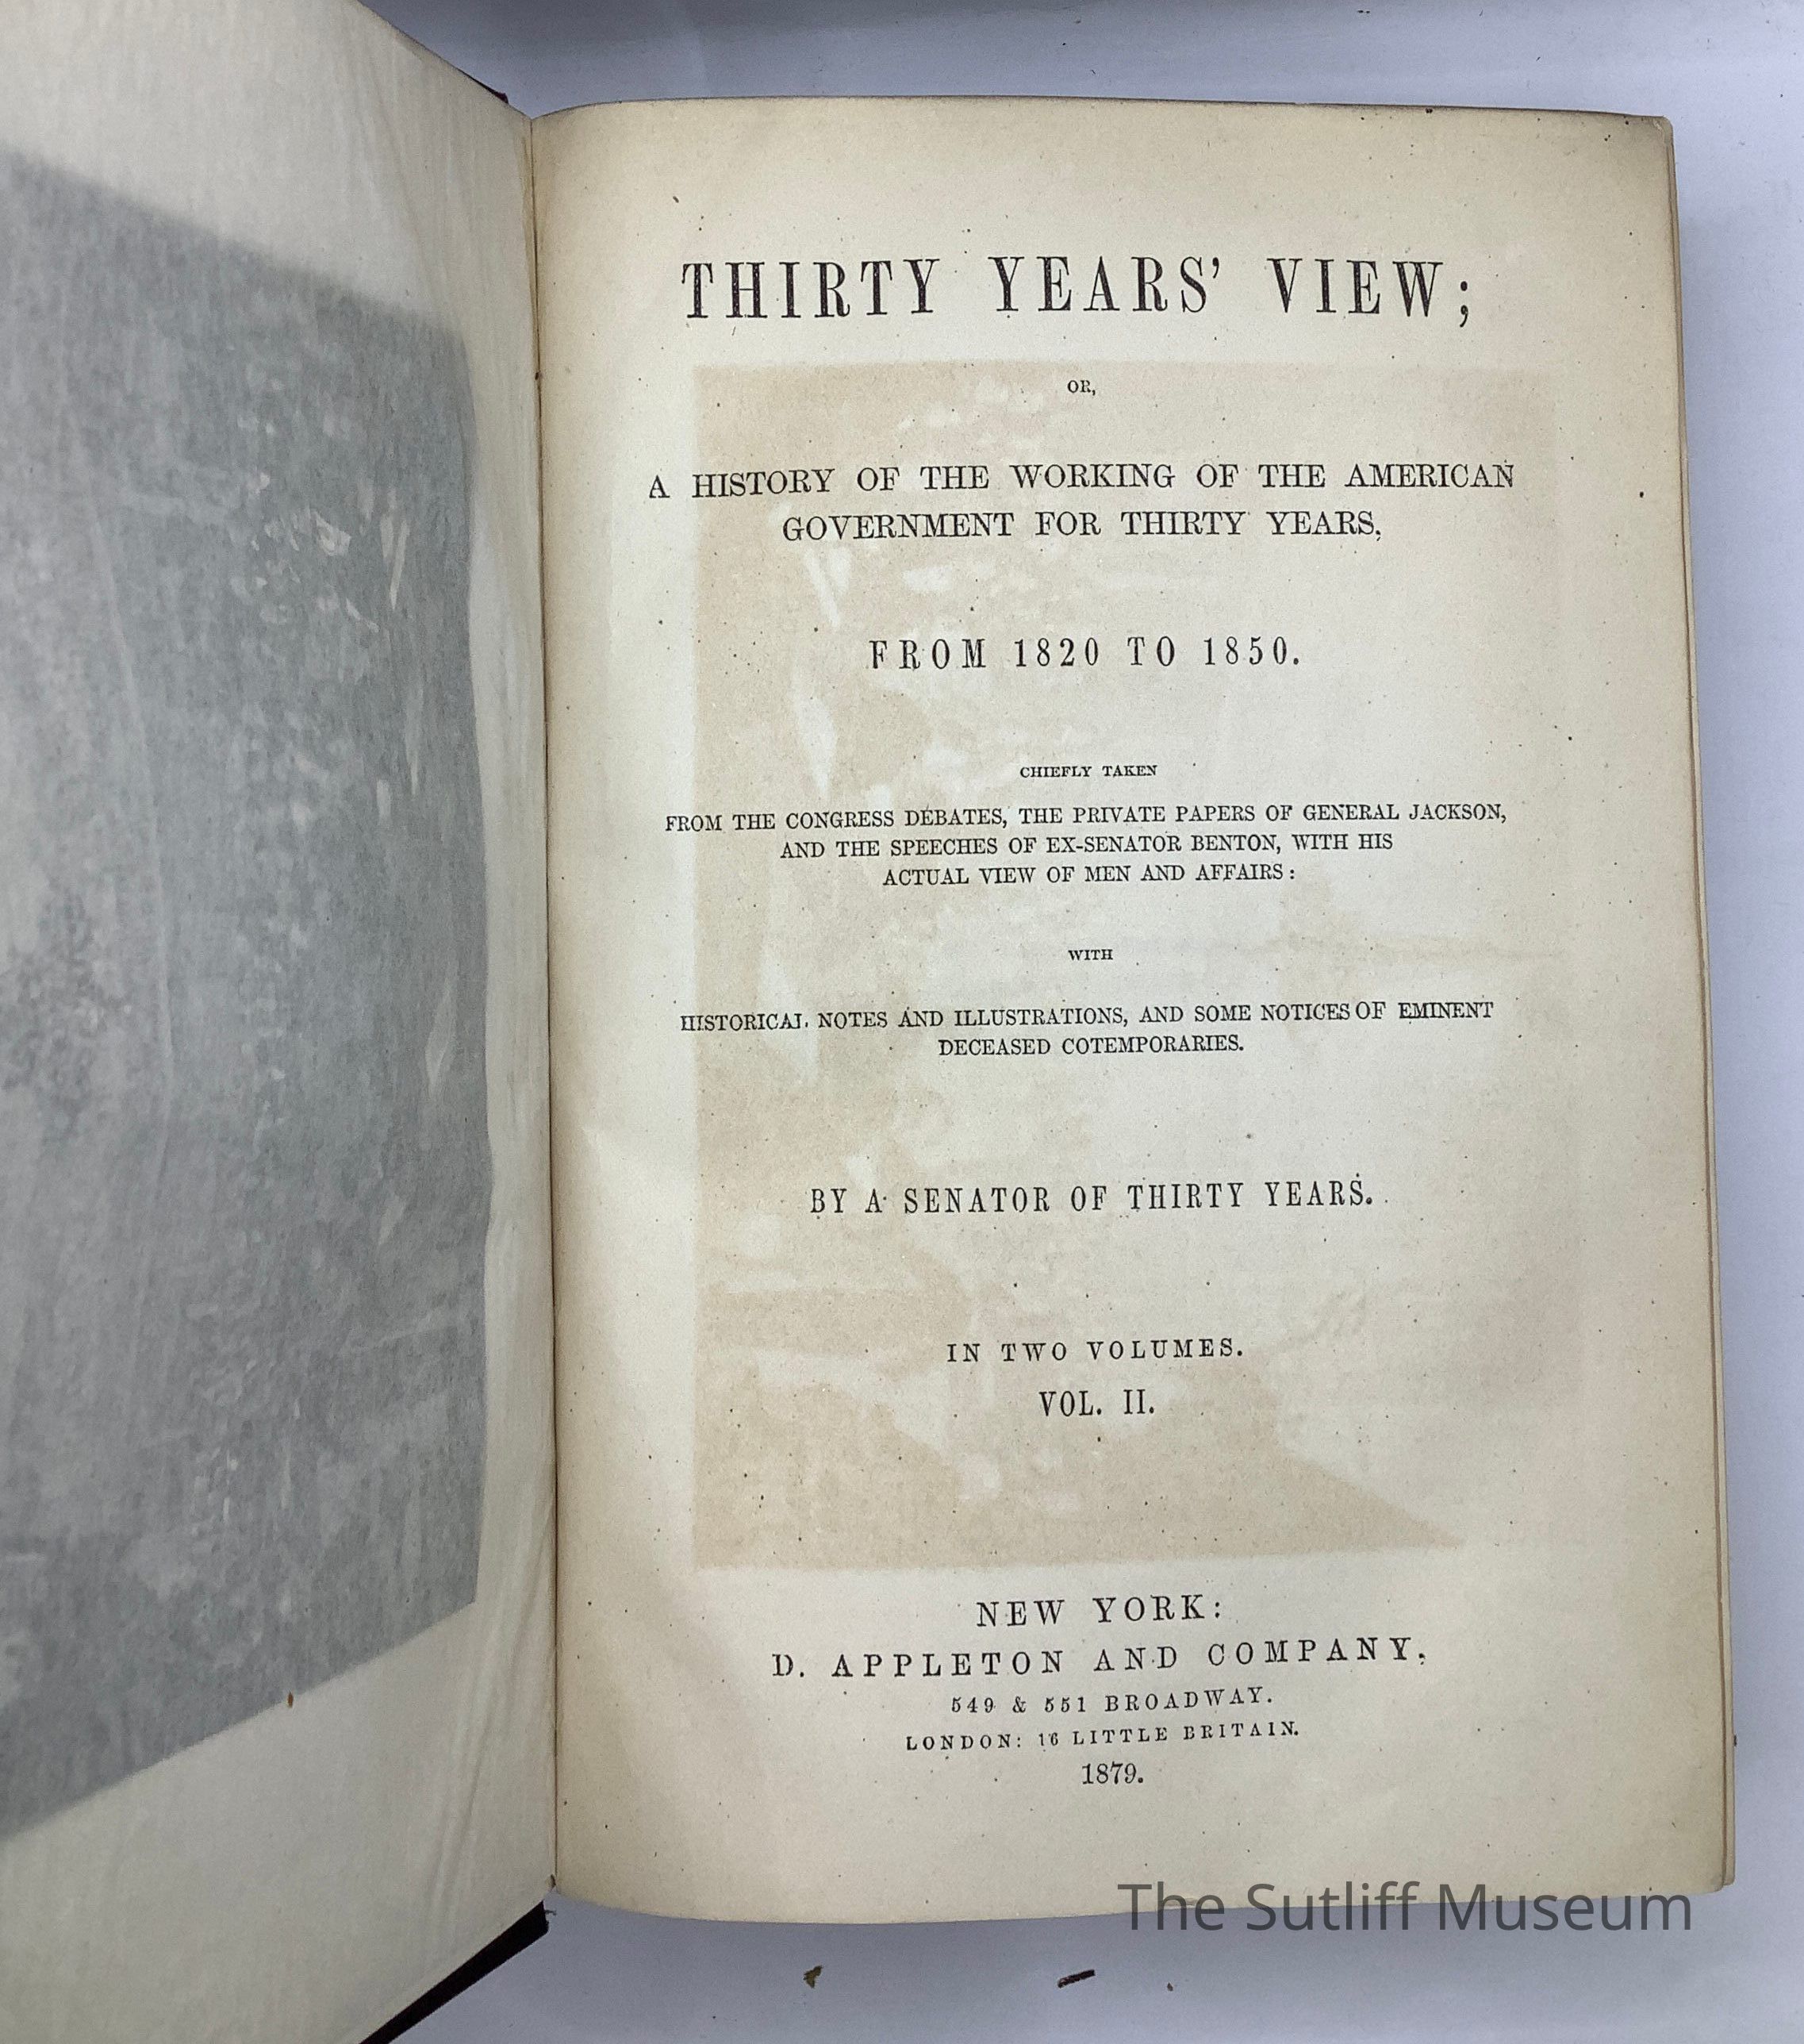 THIRTY YEARS' VIEW;
OR,
A HISTORY OF THE WORKING OF THE AMERICAN
GOVERNMENT FOR THIRTY YEARS,
FROM 1820 TO 1850.
CHIEFLY TAKEN
FROM THE CONGRESS DEBATES, THE PRIVATE PAPERS OF GENERAL JACKSON,
AND THE SPEECHES OF EX-SENATOR BENTON, WITH HIS
ACTUAL VIEW OF MEN AND AFFAIRS:
WITH
HISTORICAL NOTES AND ILLUSTRATIONS, AND SOME NOTICES OF EMINENT
DECEASED COTEMPORARIES.
BY A SENATOR OF THIRTY YEARS.
IN TWO VOLUMES.
VOL. II.
NEW YORK:
D. APPLETON AND COMPANY,
549 & 551 BROADWAY.
LONDON: 16 LITTLE BRITAIN.
1879.
The Sutliff Museum